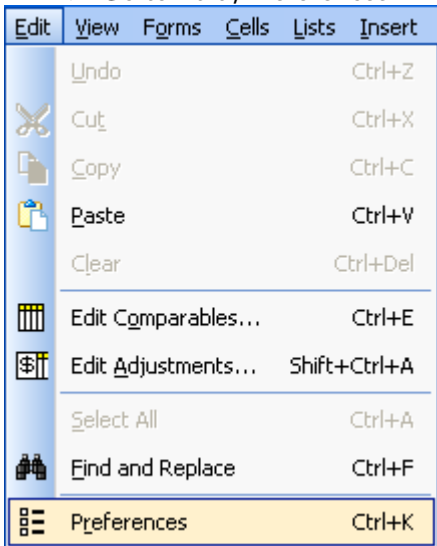 Edit View Forms Cells Lists Insert
Undo Ctrl+Z
Cut Ctrl+X
Copy Ctrl+C
Paste Ctrl+V
Clear Ctrl+Del
Edit Comparables... Ctrl+E
Edit Adjustments... Shift+Ctrl+A
Select All Ctrl+A
Find and Replace Ctrl+F
Preferences Ctrl+K